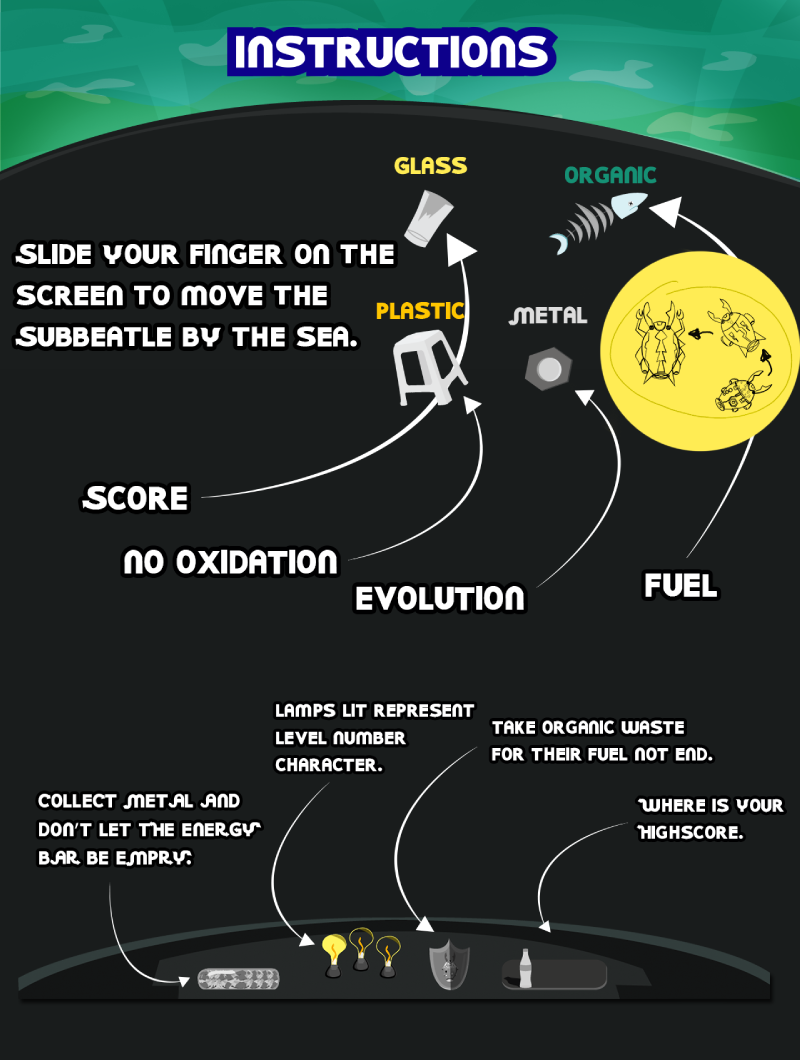 INSTRUCTIONS
GLASS
ORGANIC
SLIDE YOUR FINGER ON THE
SCREEN TO MOVE THE
SUBBEATLE BY THE SEA.
PLASTIC
METAL
SCORE
NO OXIDATION
EVOLUTION
FUEL
LAMPS LIT REPRESENT
LEVEL NUMBER
CHARACTER.
TAKE ORGANIC WASTE
FOR THEIR FUEL NOT END.
COLLECT METAL AND
DON'T LET THE ENERGY
BAR BE EMPRY.
WHERE IS YOUR
HIGHSCORE.